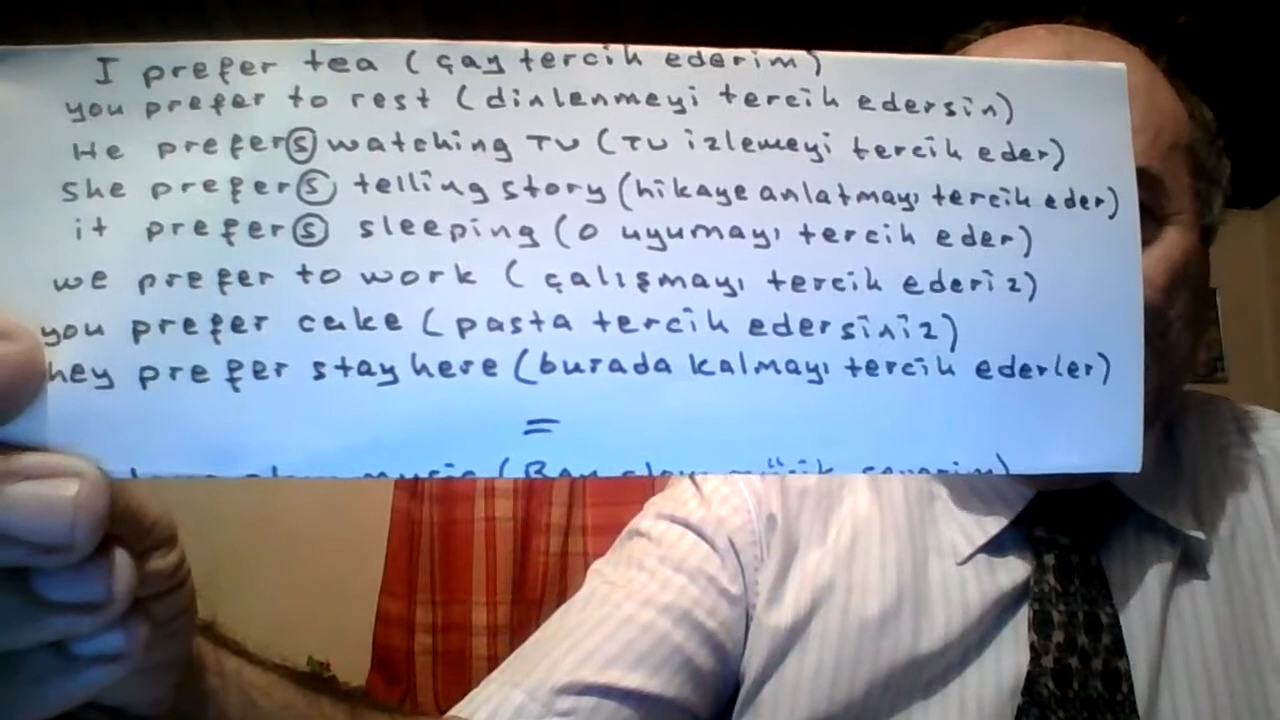 I prefer tea (çay tercih ederim)
you prefer to rest (dinlenmeyi tercih edersin)
He prefers watching TV (TV izlemeyi tercih eder)
she prefers telling story (hikaye anlatmayı tercih eder)
it prefers sleeping (o uyumayı tercih eder)
we prefer to work (çalışmayı tercih ederiz)
you prefer cake (pasta tercih edersiniz)
hey prefer stay here (burada kalmayı tercih ederler)
=
music (Ben